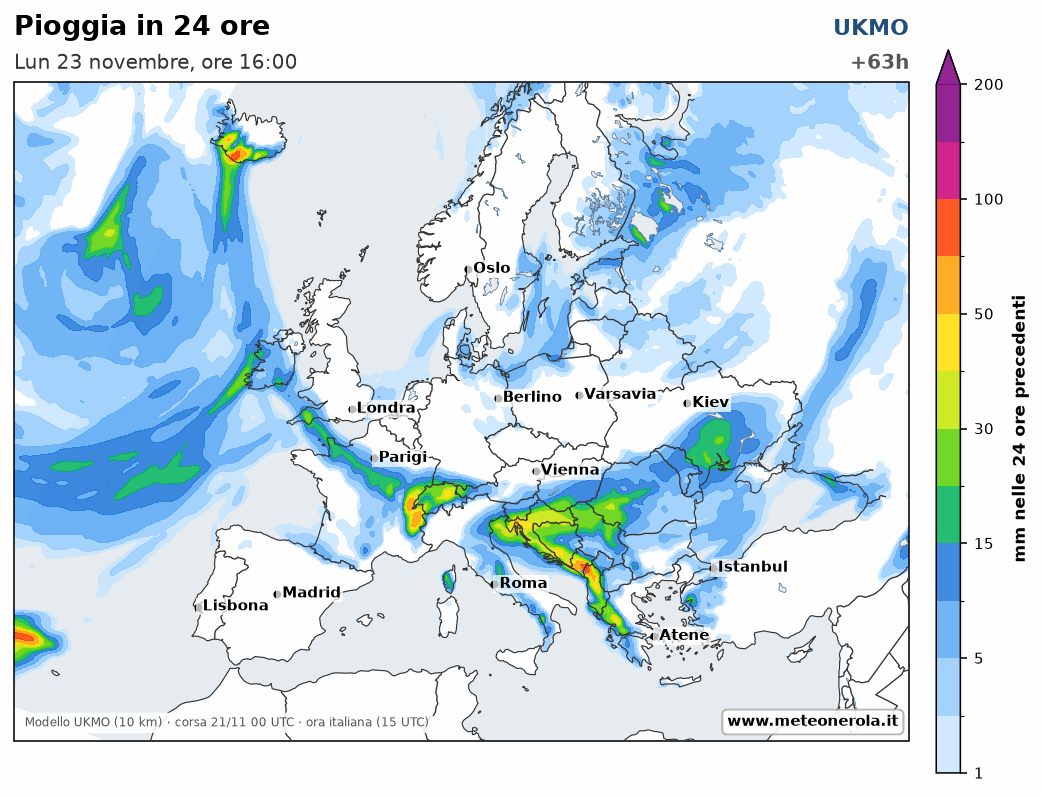 Pioggia in 24 ore
UKMO
Lun 23 novembre, ore 16:00
+63h
200
100
50
30
15
5
1
mm nelle 24 ore precedenti
Oslo
Londra
Berlino
Varsavia
Kiev
Parigi
Vienna
Istanbul
Roma
Madrid
Lisbona
Atene
Modello UKMO (10 km) · corsa 21/11 00 UTC · ora italiana (15 UTC)
www.meteonerola.it